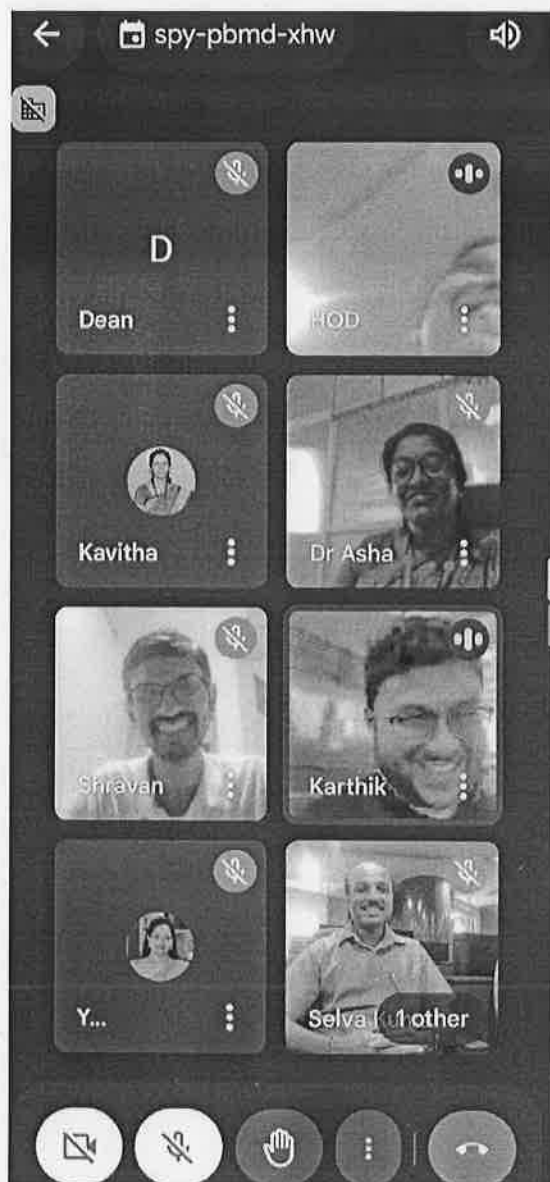 spy-pbmd-xhw
D
Dean
HOD
Kavitha
Dr Asha
Shravan
Karthik
Y...
Selva
1 other